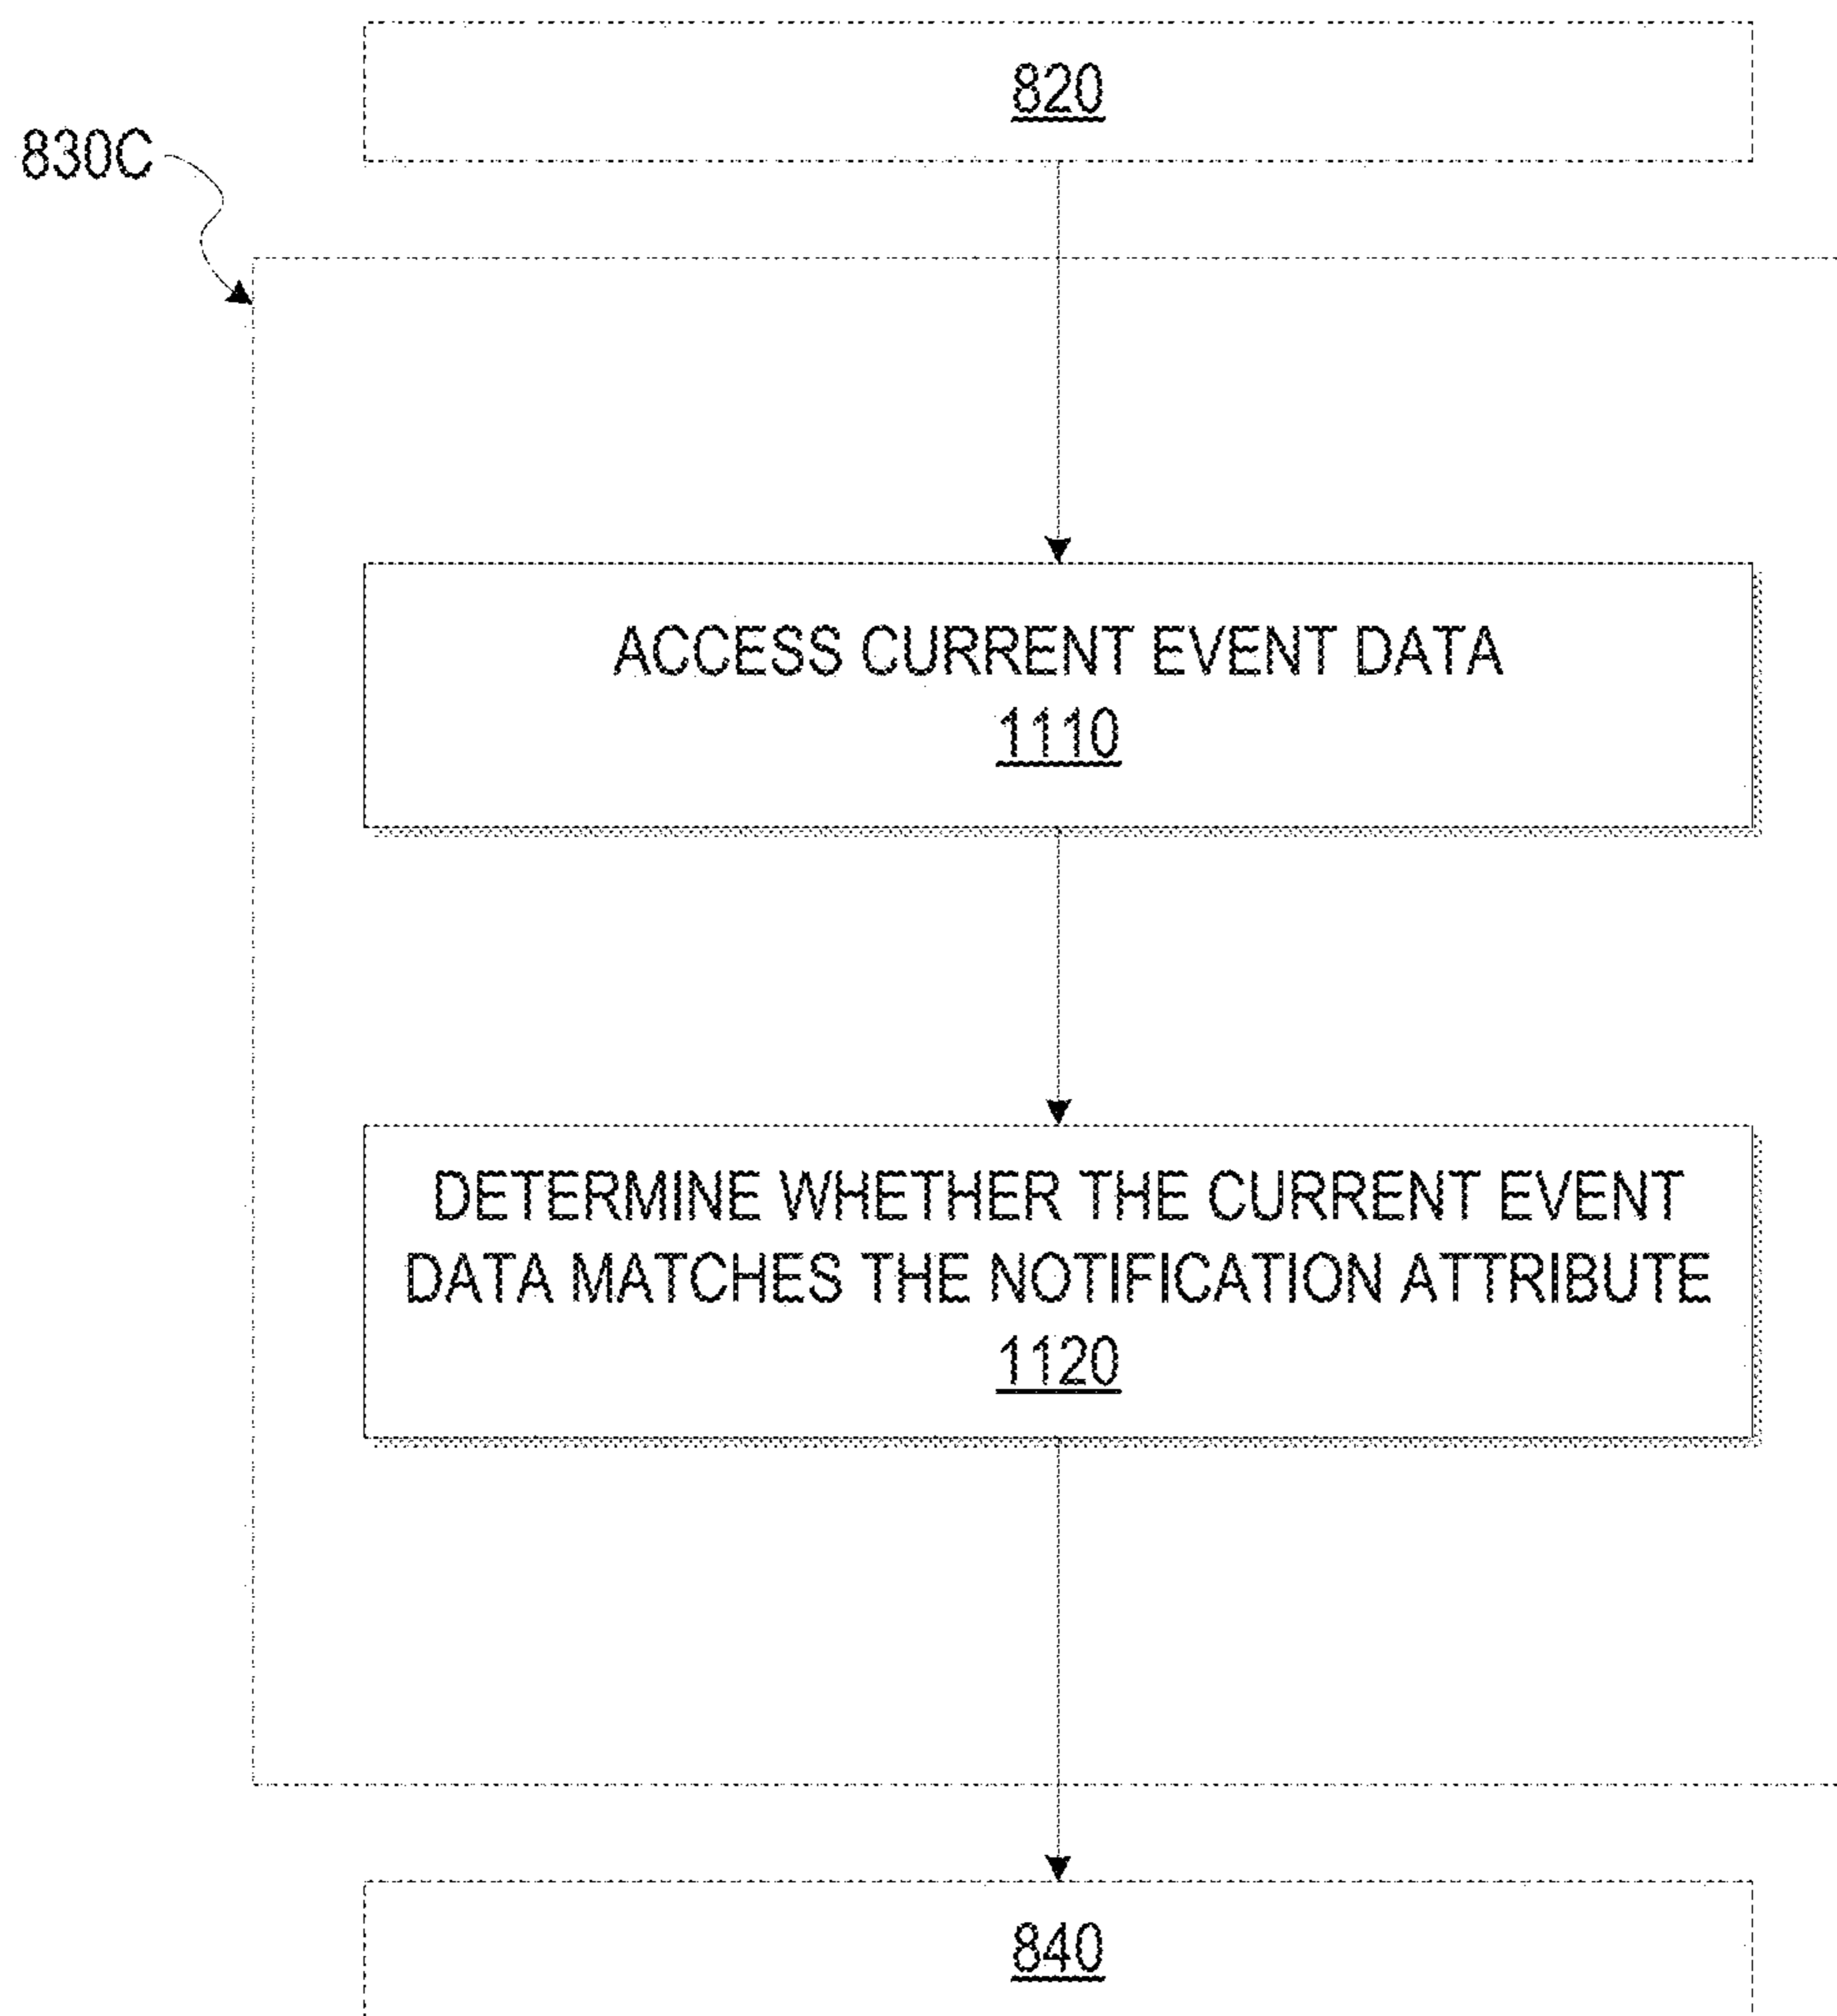 820
830C
ACCESS CURRENT EVENT DATA
1110
DETERMINE WHETHER THE CURRENT EVENT
DATA MATCHES THE NOTIFICATION ATTRIBUTE
1120
840